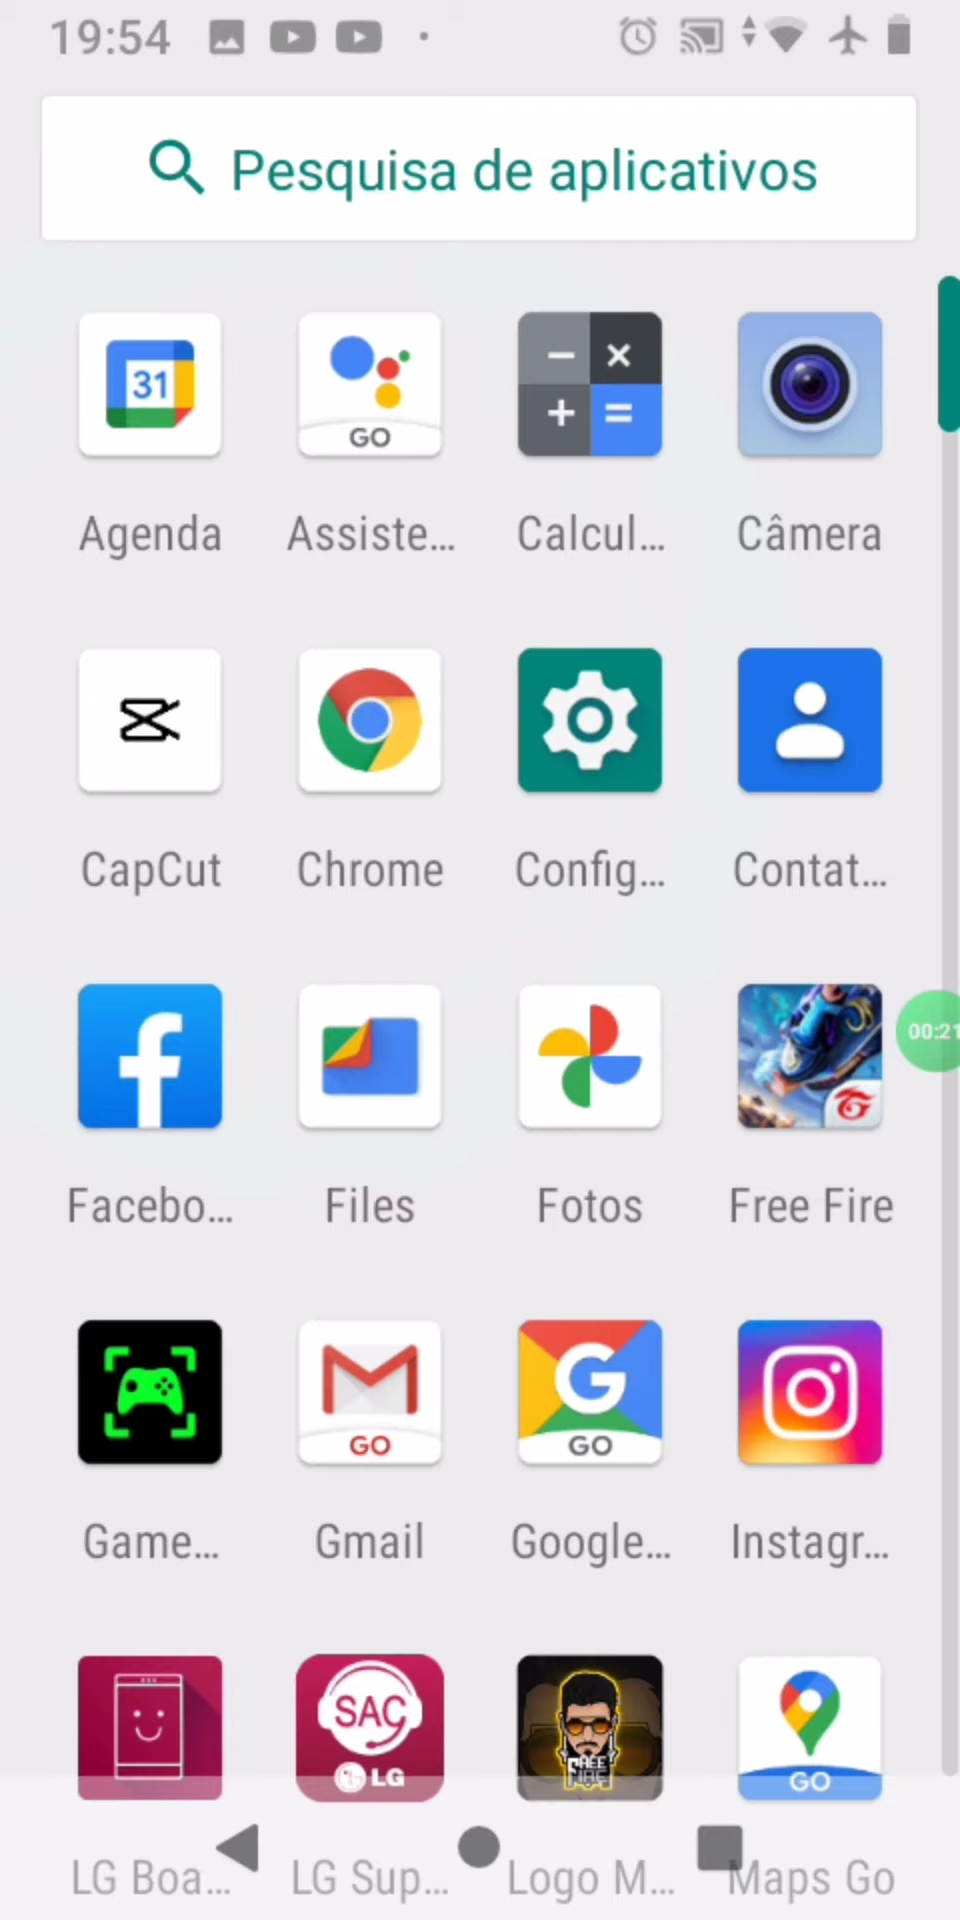 19:54
Pesquisa de aplicativos
31
GO
Agenda Assiste... Calcul... Câmera
CapCut Chrome Config... Contat...
00:21
Facebo... Files Fotos Free Fire
GO GO
Game... Gmail Google... Instagr...
SAC
LG
FREE
FIRE
GO
LG Boa... LG Sup... Logo M... Maps Go